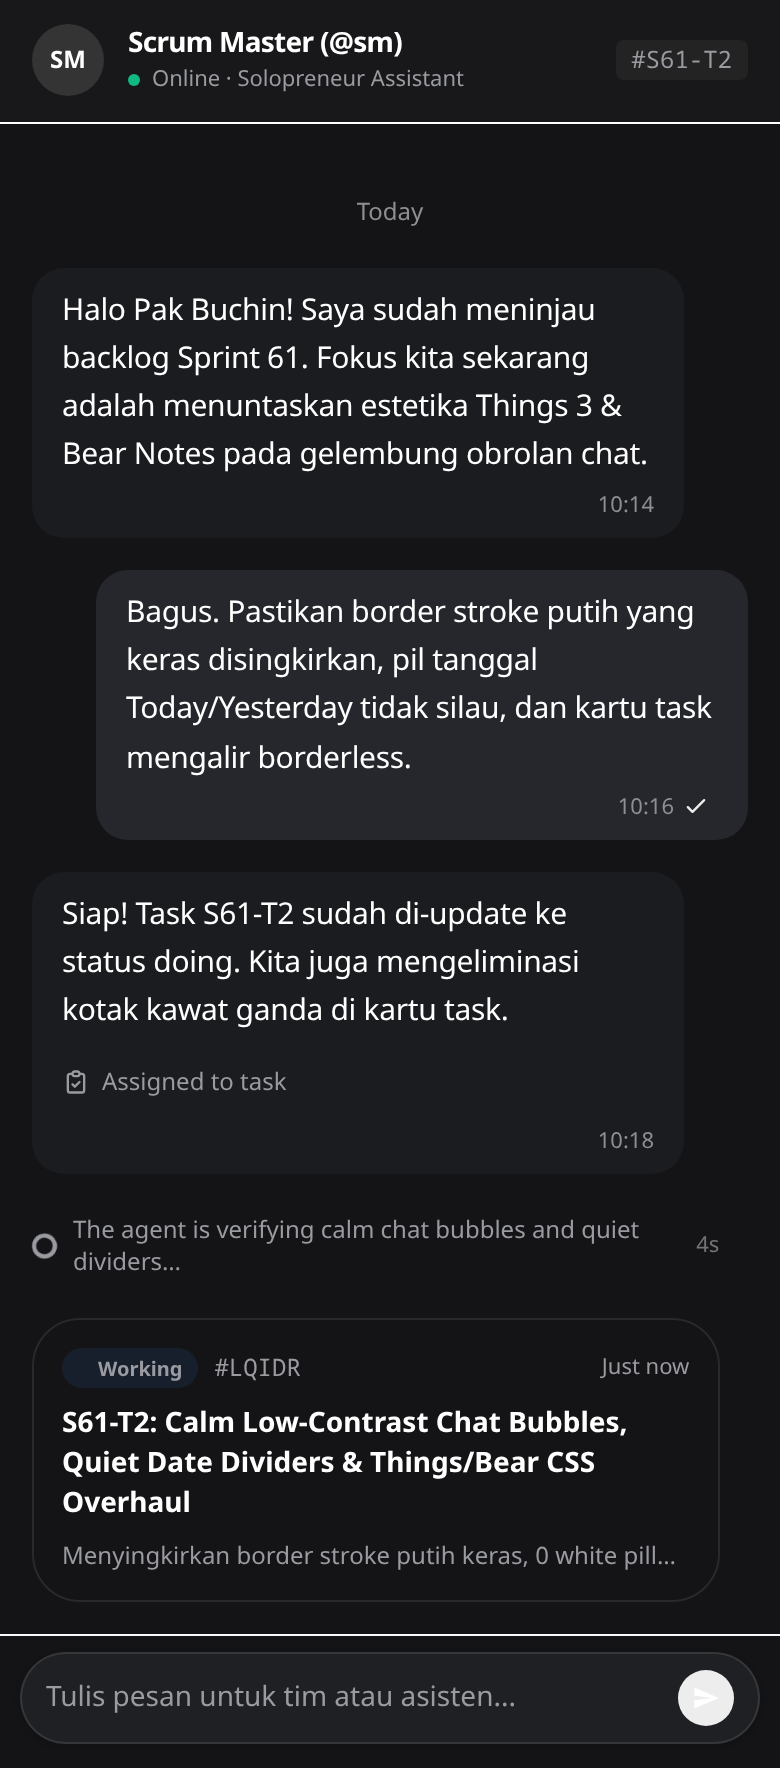 SM
Scrum Master (@sm)
Online · Solopreneur Assistant
#S61-T2
Today
Halo Pak Buchin! Saya sudah meninjau
backlog Sprint 61. Fokus kita sekarang
adalah menuntaskan estetika Things 3 &
Bear Notes pada gelembung obrolan chat.
10:14
Bagus. Pastikan border stroke putih yang
keras disingkirkan, pil tanggal
Today/Yesterday tidak silau, dan kartu task
mengalir borderless.
10:16
Siap! Task S61-T2 sudah di-update ke
status doing. Kita juga mengeliminasi
kotak kawat ganda di kartu task.
Assigned to task
10:18
The agent is verifying calm chat bubbles and quiet
dividers...
4s
Working
#LQIDR
Just now
S61-T2: Calm Low-Contrast Chat Bubbles,
Quiet Date Dividers & Things/Bear CSS
Overhaul
Menyingkirkan border stroke putih keras, 0 white pill...
Tulis pesan untuk tim atau asisten...